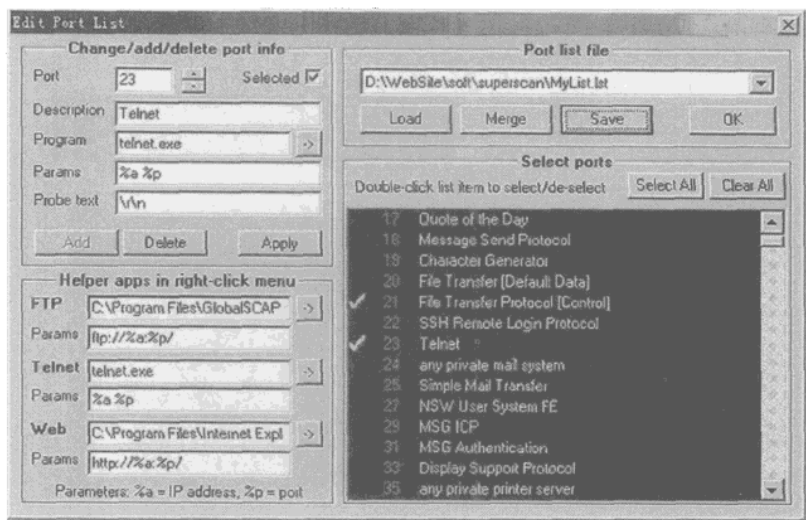 Edit Port List
Change/add/delete port info
Port 23 Selected
Description Telnet
Program telnet.exe ->
Params %a %p
Probe text \r\n
Add Delete Apply
Helper apps in right-click menu
FTP C:\Program Files\GlobalSCAP ->
Params ftp://%a:%p/
Telnet telnet.exe ->
Params %a %p
Web C:\Program Files\Internet Expl ->
Params http://%a:%p/
Parameters: %a = IP address, %p = port
Port list file
D:\WebSite\soft\superscan\MyList.lst
Load Merge Save OK
Select ports
Double-click list item to select/de-select Select All Clear All
17 Quote of the Day
18 Message Send Protocol
19 Character Generator
20 File Transfer [Default Data]
21 File Transfer Protocol [Control]
22 SSH Remote Login Protocol
23 Telnet
24 any private mail system
25 Simple Mail Transfer
27 NSW User System FE
29 MSG ICP
31 MSG Authentication
33 Display Support Protocol
35 any private printer server